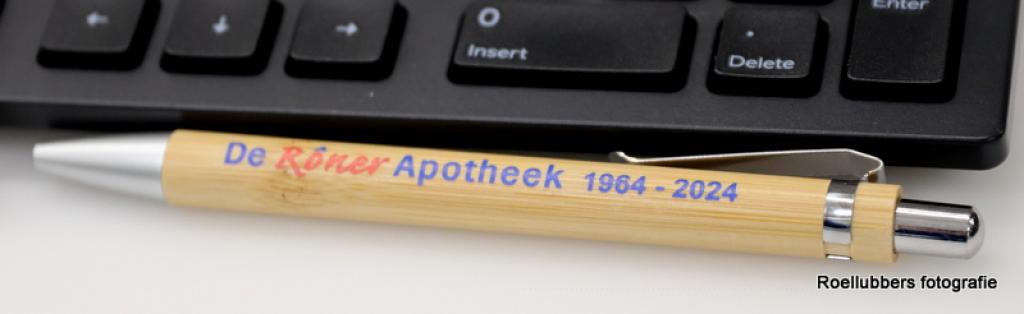 ←
↓
→
0
Insert
.
Delete
Enter
De Rôner Apotheek 1964 - 2024
Roellubbers fotografie